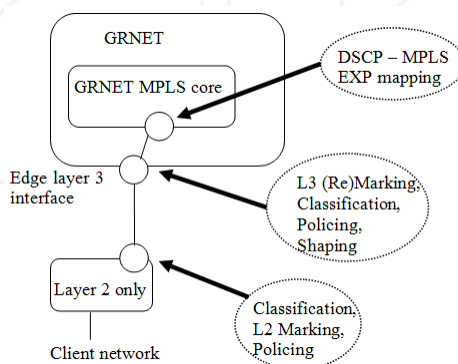 GRNET
DSCP – MPLS
EXP mapping
GRNET MPLS core
Edge layer 3
interface
L3 (Re)Marking,
Classification,
Policing,
Shaping
Layer 2 only
Classification,
L2 Marking,
Policing
Client network